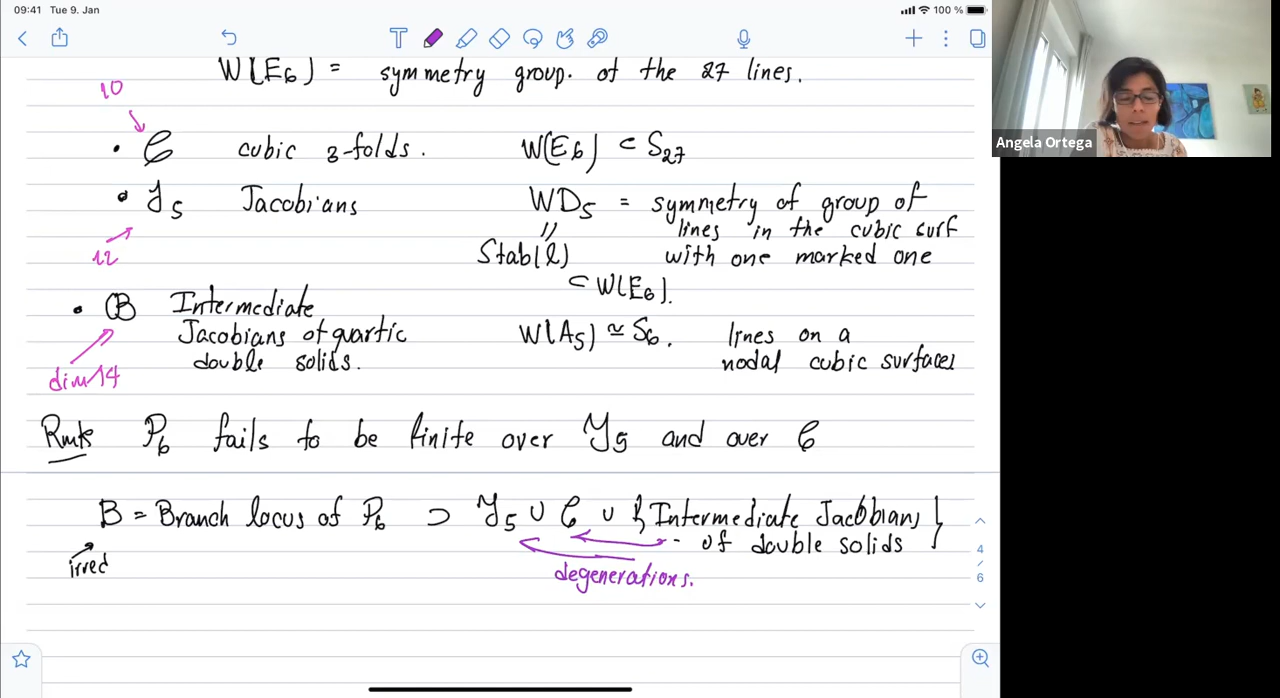 09:41 Tue 9. Jan
100 %
W(E6) = symmetry group. of the 27 lines.
10
• C cubic 3-folds. W(E6) ⊂ S27
• J5 Jacobians WD5 = symmetry of group of
lines in the cubic surf
12
=
Stab(l) with one marked one
⊂ W(E6).
• B Intermediate
Jacobians of quartic
double solids. W(A5) ≃ S6. lines on a
nodal cubic surfaces
dim 14
Rmk P6 fails to be finite over J5 and over C
B = Branch locus of P6 ⊃ J5 ∪ C ∪ { Intermediate Jacobbians
of double solids }
irred
degenerations.
4
/
6
Angela Ortega